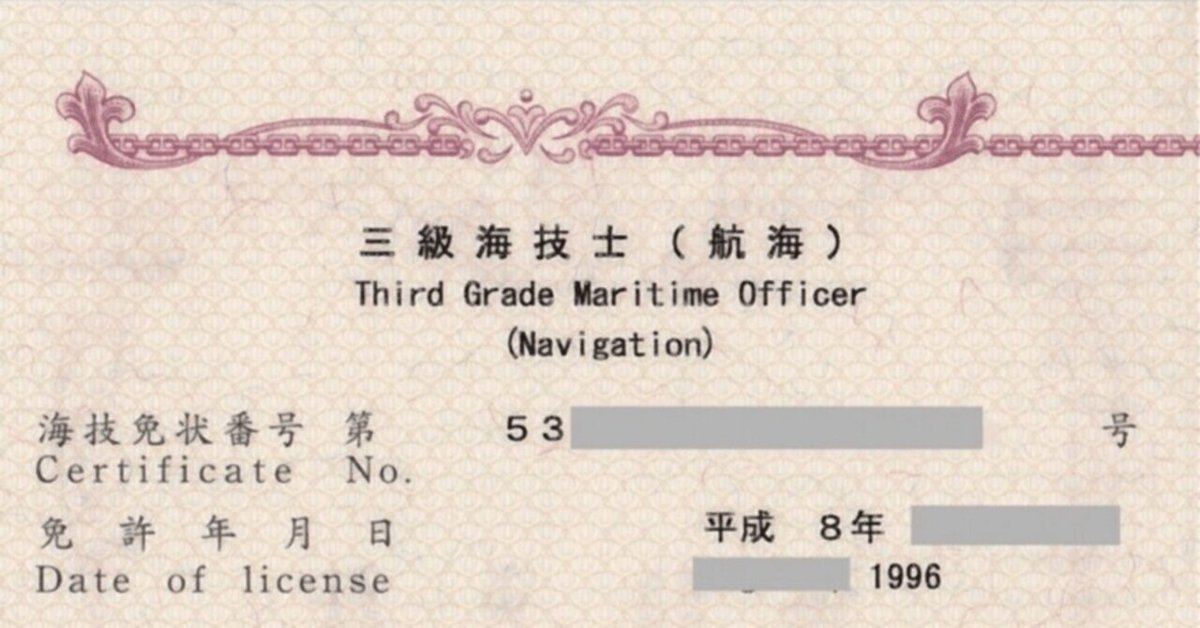 三級海技士（航海）
Third Grade Maritime Officer
(Navigation)
海技免状番号 第 ５３ 号
Certificate No.
免許年月日 平成 ８年
Date of license 1996